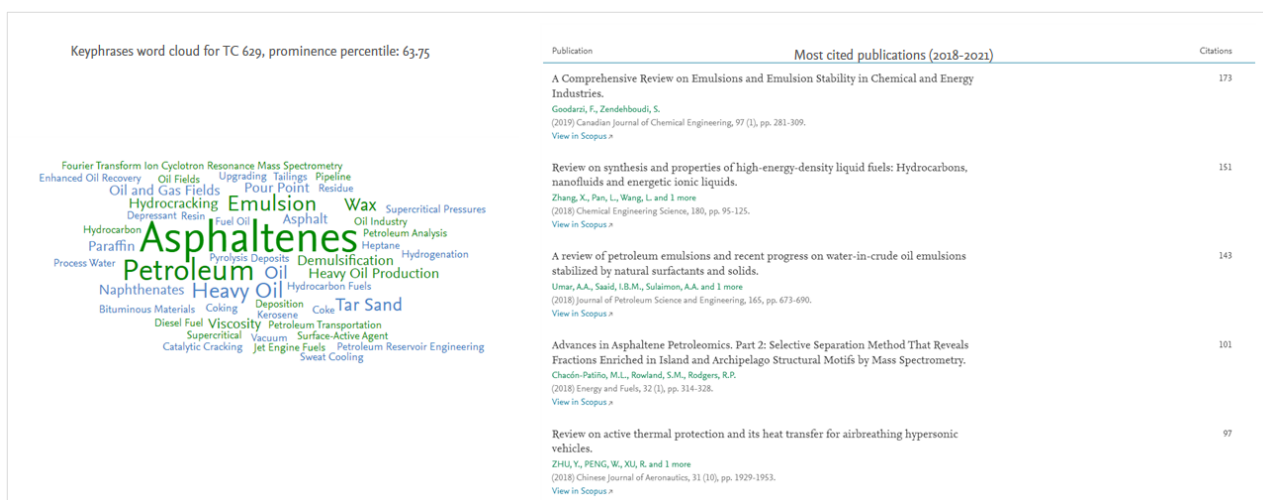 Keyphrases word cloud for TC 629, prominence percentile: 63.75
Fourier Transform Ion Cyclotron Resonance Mass Spectrometry
Enhanced Oil Recovery Oil Fields Upgrading Tailings Pipeline
Oil and Gas Fields Pour Point Residue
Hydrocracking Emulsion Wax Supercritical Pressures
Depressant Resin Fuel Oil Asphalt Oil Industry
Hydrocarbon Asphaltenes Petroleum Analysis
Paraffin Heptane
Process Water Pyrolysis Deposits Demulsification Hydrogenation
Petroleum Oil Heavy Oil Production
Naphthenates Heavy Oil Hydrocarbon Fuels
Bituminous Materials Coking Deposition Coke Tar Sand
Kerosene
Diesel Fuel Viscosity Petroleum Transportation
Supercritical Vacuum Surface-Active Agent
Catalytic Cracking Jet Engine Fuels Petroleum Reservoir Engineering
Sweat Cooling
Publication Most cited publications (2018-2021) Citations
A Comprehensive Review on Emulsions and Emulsion Stability in Chemical and Energy 173
Industries.
Goodarzi, F., Zendehboudi, S.
(2019) Canadian Journal of Chemical Engineering, 97 (1), pp. 281-309.
View in Scopus ↗
Review on synthesis and properties of high-energy-density liquid fuels: Hydrocarbons, 151
nanofluids and energetic ionic liquids.
Zhang, X., Pan, L., Wang, L. and 1 more
(2018) Chemical Engineering Science, 180, pp. 95-125.
View in Scopus ↗
A review of petroleum emulsions and recent progress on water-in-crude oil emulsions 143
stabilized by natural surfactants and solids.
Umar, A.A., Saaid, I.B.M., Sulaimon, A.A. and 1 more
(2018) Journal of Petroleum Science and Engineering, 165, pp. 673-690.
View in Scopus ↗
Advances in Asphaltene Petroleomics. Part 2: Selective Separation Method That Reveals 101
Fractions Enriched in Island and Archipelago Structural Motifs by Mass Spectrometry.
Chacón-Patiño, M.L., Rowland, S.M., Rodgers, R.P.
(2018) Energy and Fuels, 32 (1), pp. 314-328.
View in Scopus ↗
Review on active thermal protection and its heat transfer for airbreathing hypersonic 97
vehicles.
ZHU, Y., PENG, W., XU, R. and 1 more
(2018) Chinese Journal of Aeronautics, 31 (10), pp. 1929-1953.
View in Scopus ↗